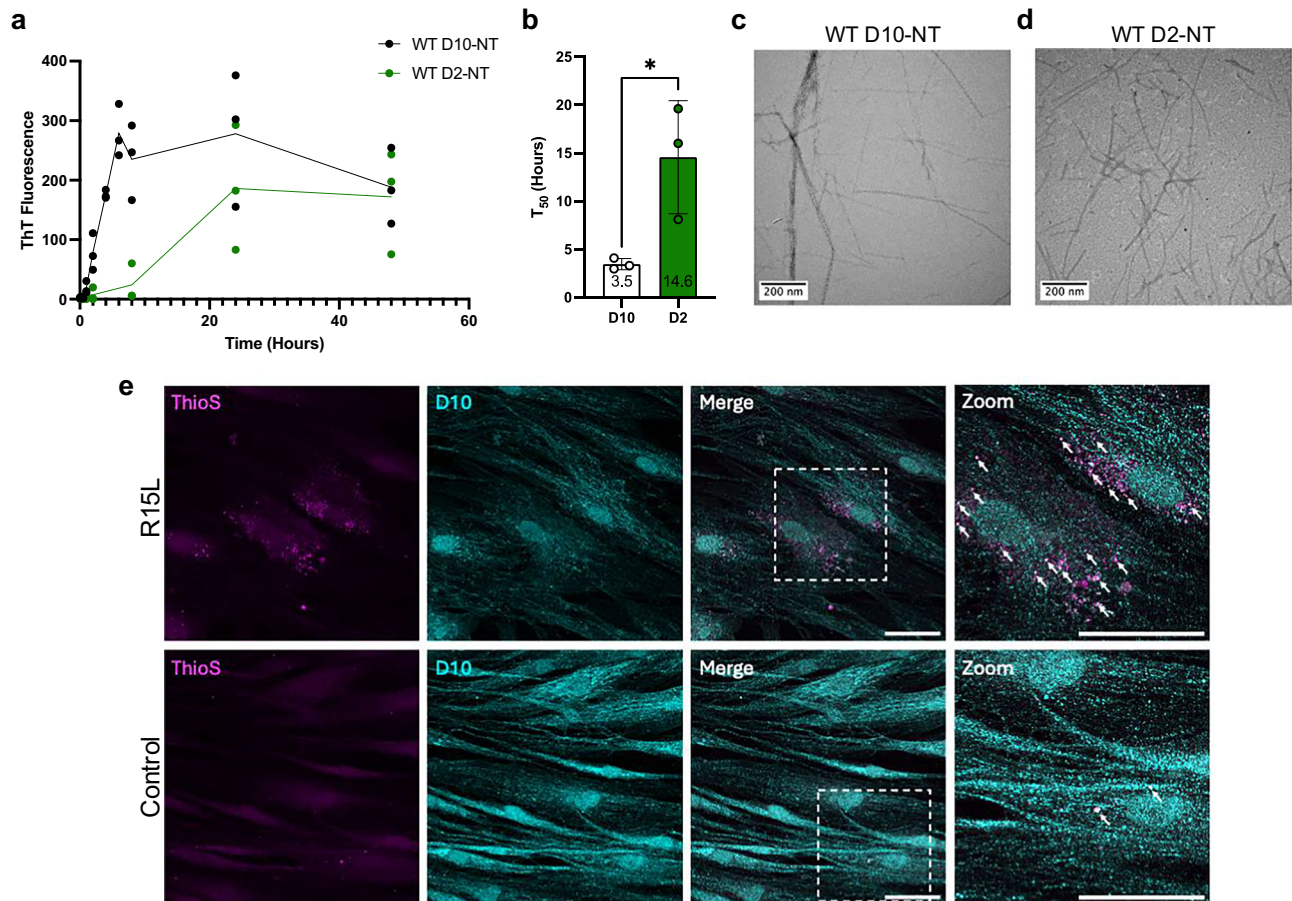 a
WT D10-NT
WT D2-NT
400
300
200
100
0
ThT Fluorescence
0 20 40 60
Time (Hours)
b
*
25
20
15
10
5
0
T50 (Hours)
3.5 14.6
D10 D2
c
WT D10-NT
200 nm
d
WT D2-NT
200 nm
e
R15L
ThioS
D10
Merge
Zoom
Control
ThioS
D10
Merge
Zoom